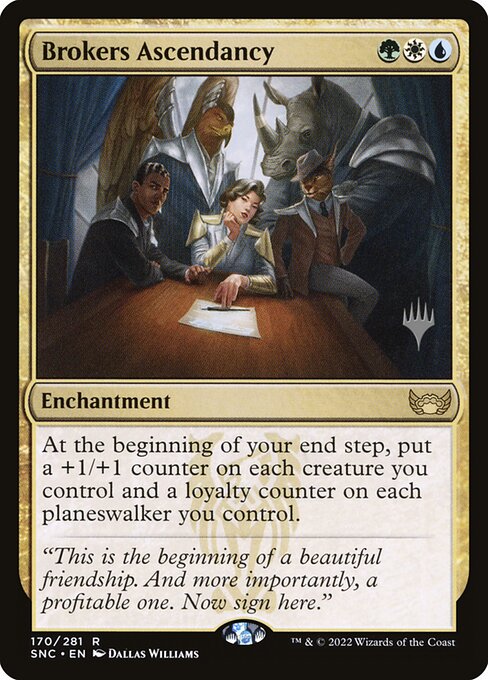 Brokers Ascendancy
Enchantment
At the beginning of your end step, put
a +1/+1 counter on each creature you
control and a loyalty counter on each
planeswalker you control.
“This is the beginning of a beautiful
friendship. And more importantly, a
profitable one. Now sign here.”
170/281 R
SNC • EN Dallas Williams
™ & © 2022 Wizards of the Coast